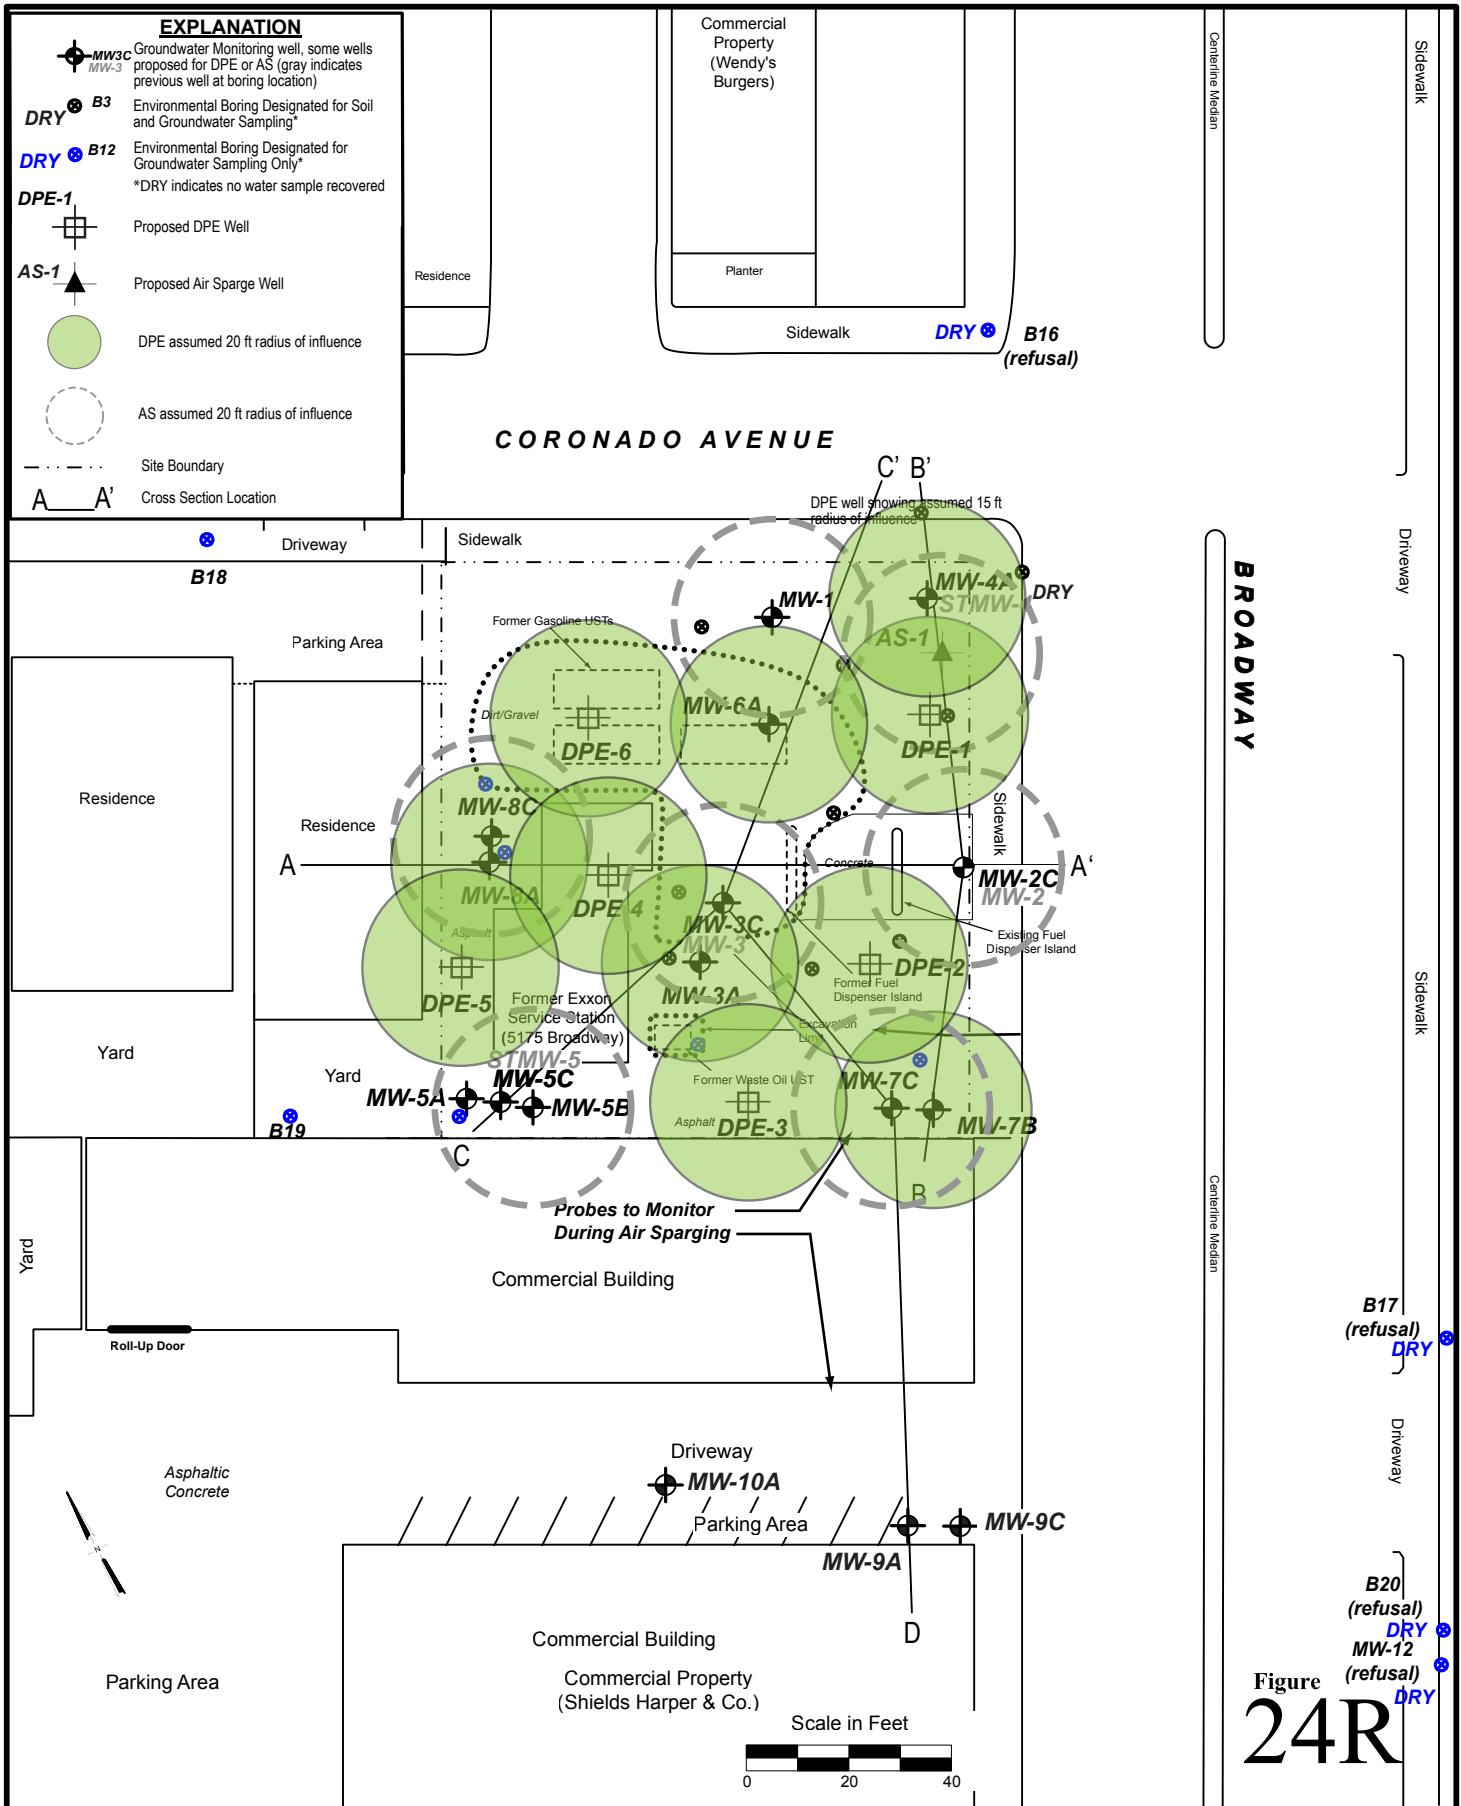 EXPLANATION
MW3C
MW-3
Groundwater Monitoring well, some wells
proposed for DPE or AS (gray indicates
previous well at boring location)
B3
DRY
Environmental Boring Designated for Soil
and Groundwater Sampling*
B12
DRY
Environmental Boring Designated for
Groundwater Sampling Only*
*DRY indicates no water sample recovered
DPE-1
Proposed DPE Well
AS-1
Proposed Air Sparge Well
DPE assumed 20 ft radius of influence
AS assumed 20 ft radius of influence
Site Boundary
A A'
Cross Section Location
Commercial
Property
(Wendy's
Burgers)
Centerline Median
Sidewalk
Residence
Planter
Sidewalk
DRY
B16
(refusal)
CORONADO AVENUE
C' B'
DPE well showing assumed 15 ft
radius of influence
Driveway
Sidewalk
B18
Driveway
BROADWAY
MW-4A
STMW-
DRY
MW-1
AS-1
Former Gasoline USTs
Parking Area
Dirt/Gravel
MW-6A
DPE-6
DPE-1
Residence
Residence
MW-8C
Sidewalk
A
A'
Concrete
MW-2C
MW-2
MW-8A
DPE-4
MW-3C
MW-3
Asphalt
Existing Fuel
Dispenser Island
DPE-2
DPE-5
MW-3A
Former Fuel
Dispenser Island
Former Exxon
Service Station
(5175 Broadway)
Excavation
Limit
Sidewalk
Yard
Yard
STMW-5
MW-5C
MW-5A
MW-5B
Former Waste Oil UST
MW-7C
B19
Asphalt
DPE-3
MW-7B
C
B
Probes to Monitor
During Air Sparging
Yard
Centerline Median
Commercial Building
B17
(refusal)
DRY
Roll-Up Door
Driveway
Driveway
MW-10A
Asphaltic
Concrete
Parking Area
MW-9C
MW-9A
N
B20
(refusal)
DRY
MW-12
(refusal)
DRY
D
Commercial Building
Commercial Property
(Shields Harper & Co.)
Parking Area
Scale in Feet
0 20 40
Figure
24R